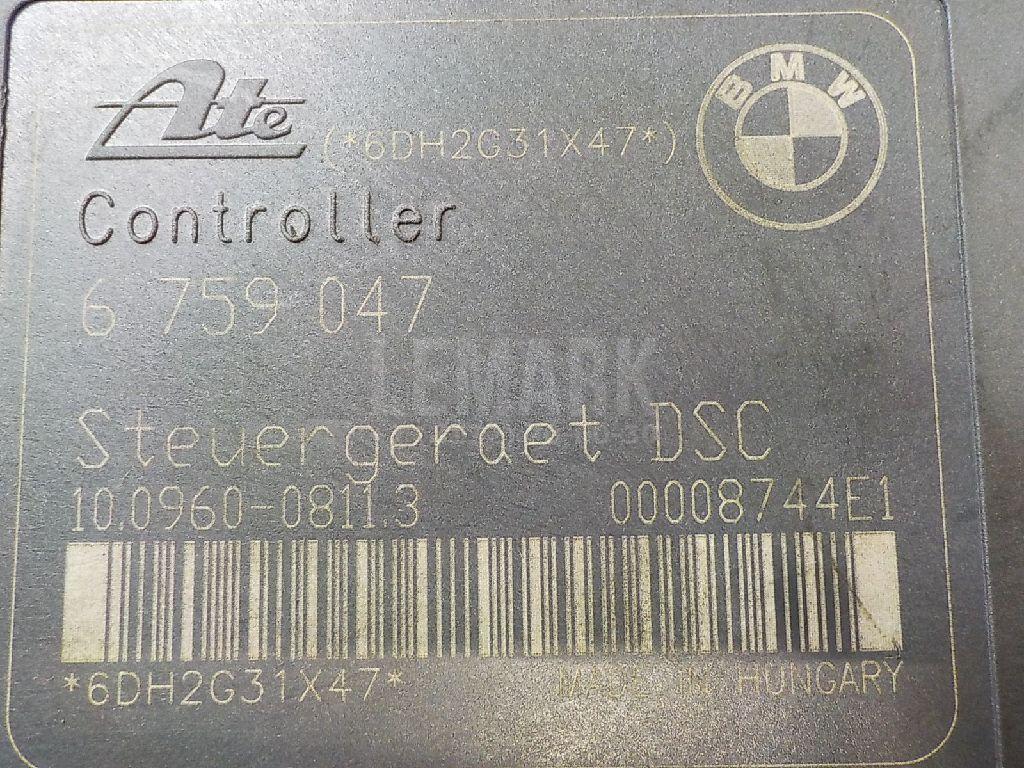 Ate (*6DH2G31X47*) BMW
Controller
6 759 047
LEMARK
Steuergeraet DSC
10.0960-0811.3 00008744E1
*6DH2G31X47* MADE IN HUNGARY